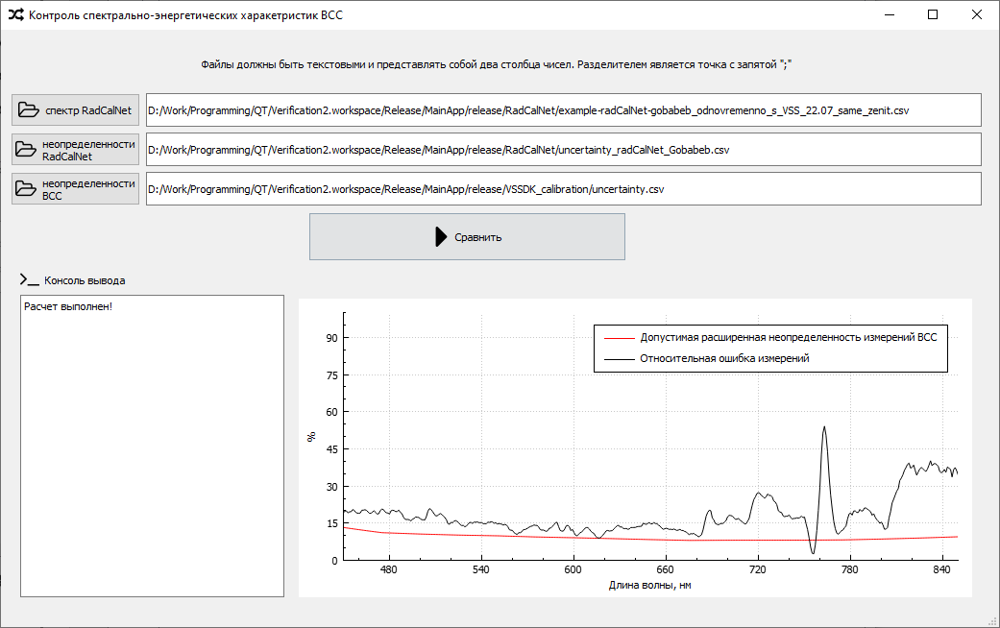 Контроль спектрально-энергетических характеристик ВСС
Файлы должны быть текстовыми и представлять собой два столбца чисел. Разделителем является точка с запятой ";"
спектр RadCalNet
D:/Work/Programming/QT/Verification2.workspace/Release/MainApp/release/RadCalNet/example-radCalNet-gobabeb_odnovremenno_s_VSS_22.07_same_zenit.csv
неопределенности
RadCalNet
D:/Work/Programming/QT/Verification2.workspace/Release/MainApp/release/RadCalNet/uncertainty_radCalNet_Gobabeb.csv
неопределенности
ВСС
D:/Work/Programming/QT/Verification2.workspace/Release/MainApp/release/VSSDK_calibration/uncertainty.csv
Сравнить
Консоль вывода
Расчет выполнен!
Допустимая расширенная неопределенность измерений ВСС
Относительная ошибка измерений
90
75
60
45
30
15
0
%
480
540
600
660
720
780
840
Длина волны, нм